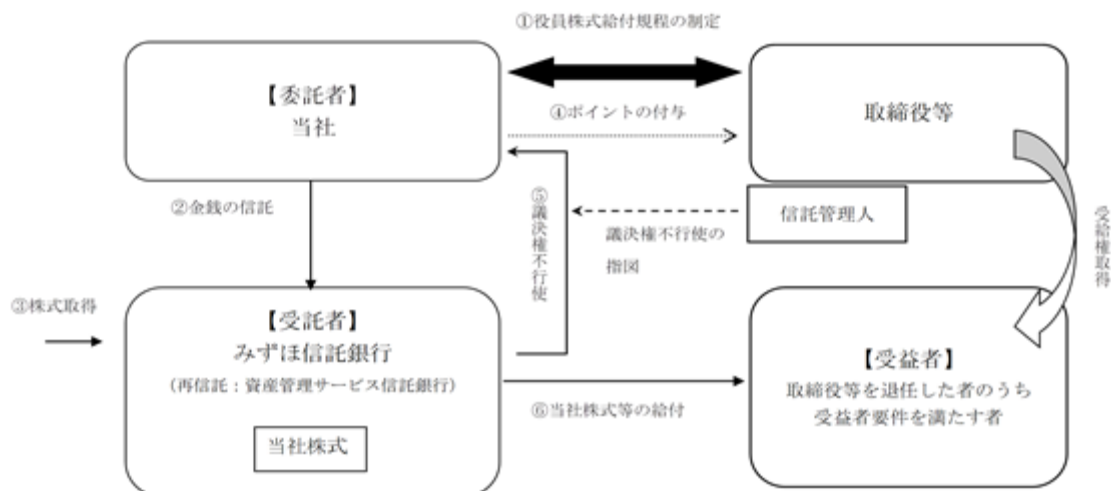 ①役員株式給付規程の制定
【委託者】
当社
④ポイントの付与
取締役等
②金銭の信託
⑤議決権不行使
議決権不行使の
指図
信託管理人
受給権取得
③株式取得
【受託者】
みずほ信託銀行
（再信託：資産管理サービス信託銀行）
当社株式
⑥当社株式等の給付
【受益者】
取締役等を退任した者のうち
受益者要件を満たす者